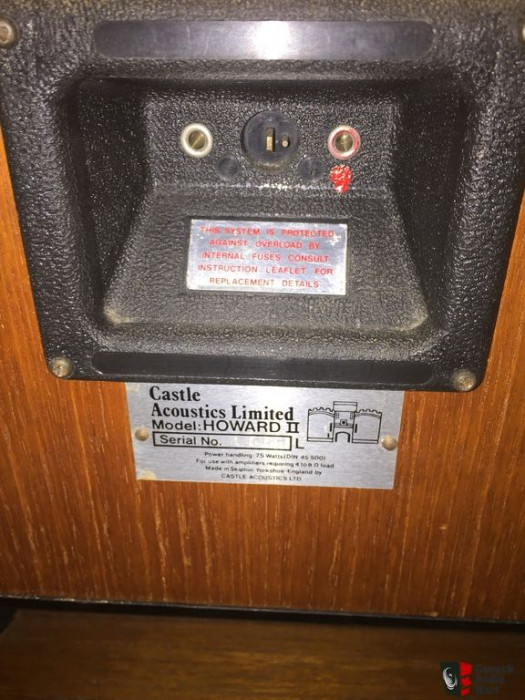 THIS SYSTEM IS PROTECTED
AGAINST OVERLOAD BY
INTERNAL FUSES CONSULT
INSTRUCTION LEAFLET FOR
REPLACEMENT DETAILS.
Castle
Acoustics Limited
Model: HOWARD II
Serial No. L
Power handling: 75 Watts (DIN 45 500)
For use with amplifiers requiring 4 to 8 Ω load
Made in Skipton Yorkshire England by
CASTLE ACOUSTICS LTD